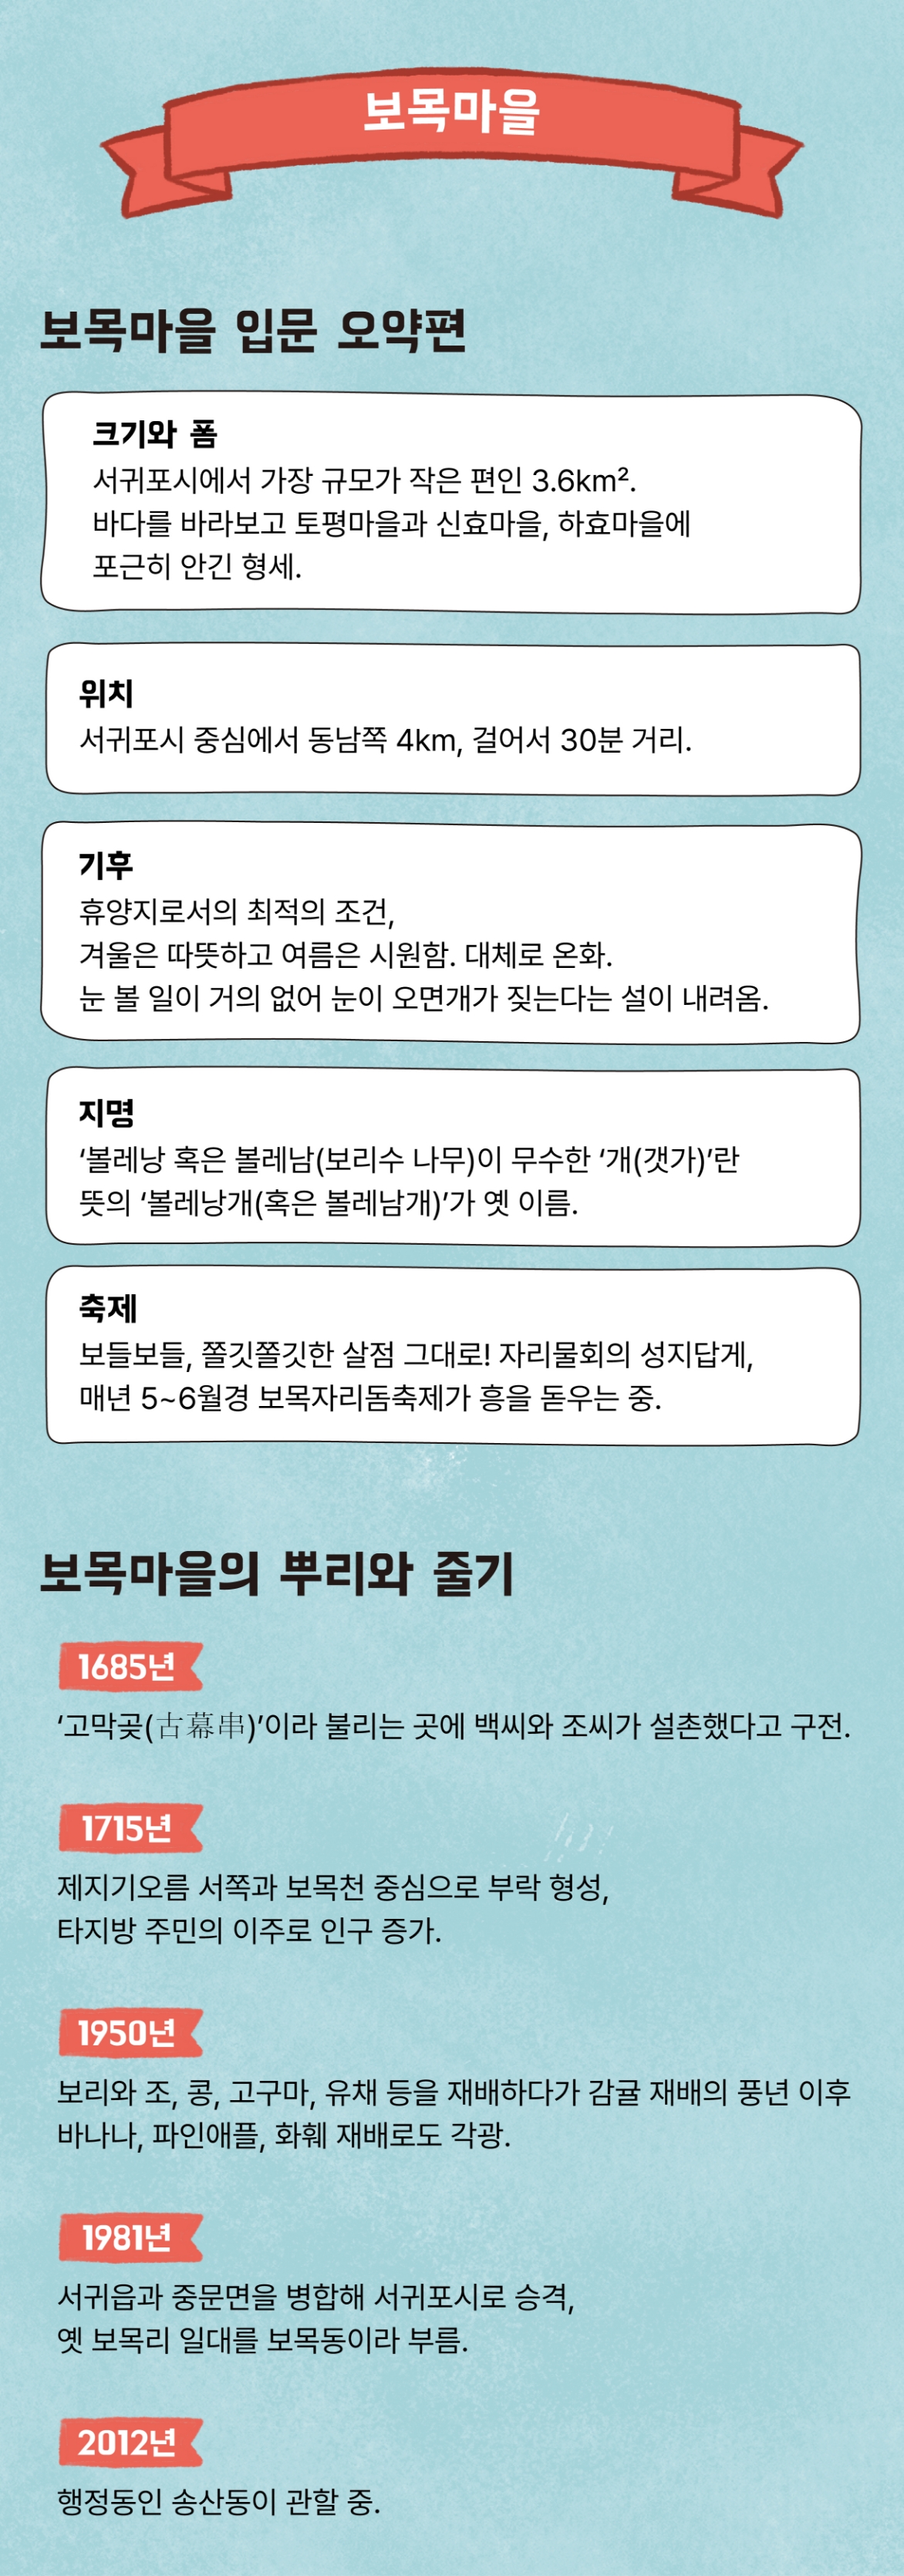 보목마을
보목마을 입문 요약편
크기와 폼
서귀포시에서 가장 규모가 작은 편인 3.6km².
바다를 바라보고 토평마을과 신효마을, 하효마을에
포근히 안긴 형세.
위치
서귀포시 중심에서 동남쪽 4km, 걸어서 30분 거리.
기후
휴양지로서의 최적의 조건,
겨울은 따뜻하고 여름은 시원함. 대체로 온화.
눈 볼 일이 거의 없어 눈이 오면개가 짖는다는 설이 내려옴.
지명
‘볼레낭 혹은 볼레남(보리수 나무)이 무수한 ‘개(갯가)’란
뜻의 ‘볼레낭개(혹은 볼레남개)’가 옛 이름.
축제
보들보들, 쫄깃쫄깃한 살점 그대로! 자리물회의 성지답게,
매년 5~6월경 보목자리돔축제가 흥을 돋우는 중.
보목마을의 뿌리와 줄기
1685년
‘고막곶(古幕串)’이라 불리는 곳에 백씨와 조씨가 설촌했다고 구전.
1715년
제지기오름 서쪽과 보목천 중심으로 부락 형성,
타지방 주민의 이주로 인구 증가.
1950년
보리와 조, 콩, 고구마, 유채 등을 재배하다가 감귤 재배의 풍년 이후
바나나, 파인애플, 화훼 재배로도 각광.
1981년
서귀읍과 중문면을 병합해 서귀포시로 승격,
옛 보목리 일대를 보목동이라 부름.
2012년
행정동인 송산동이 관할 중.